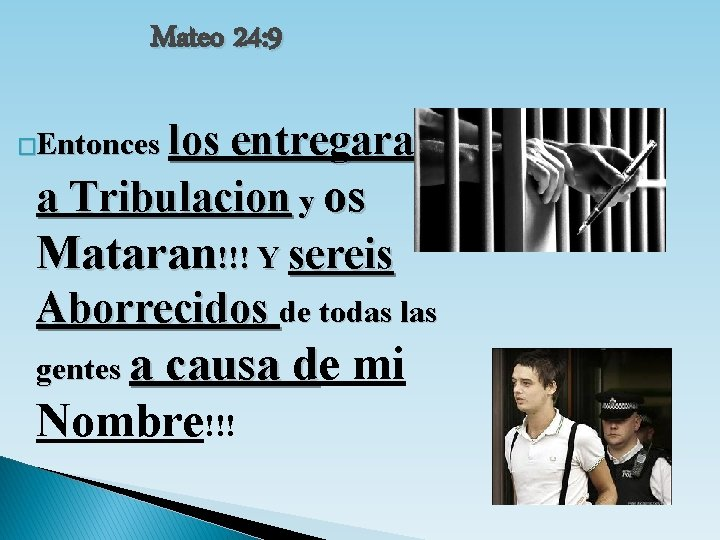 Mateo 24:9
Entonces los entregara
a Tribulacion y os
Mataran!!! Y sereis
Aborrecidos de todas las
gentes a causa de mi
Nombre!!!